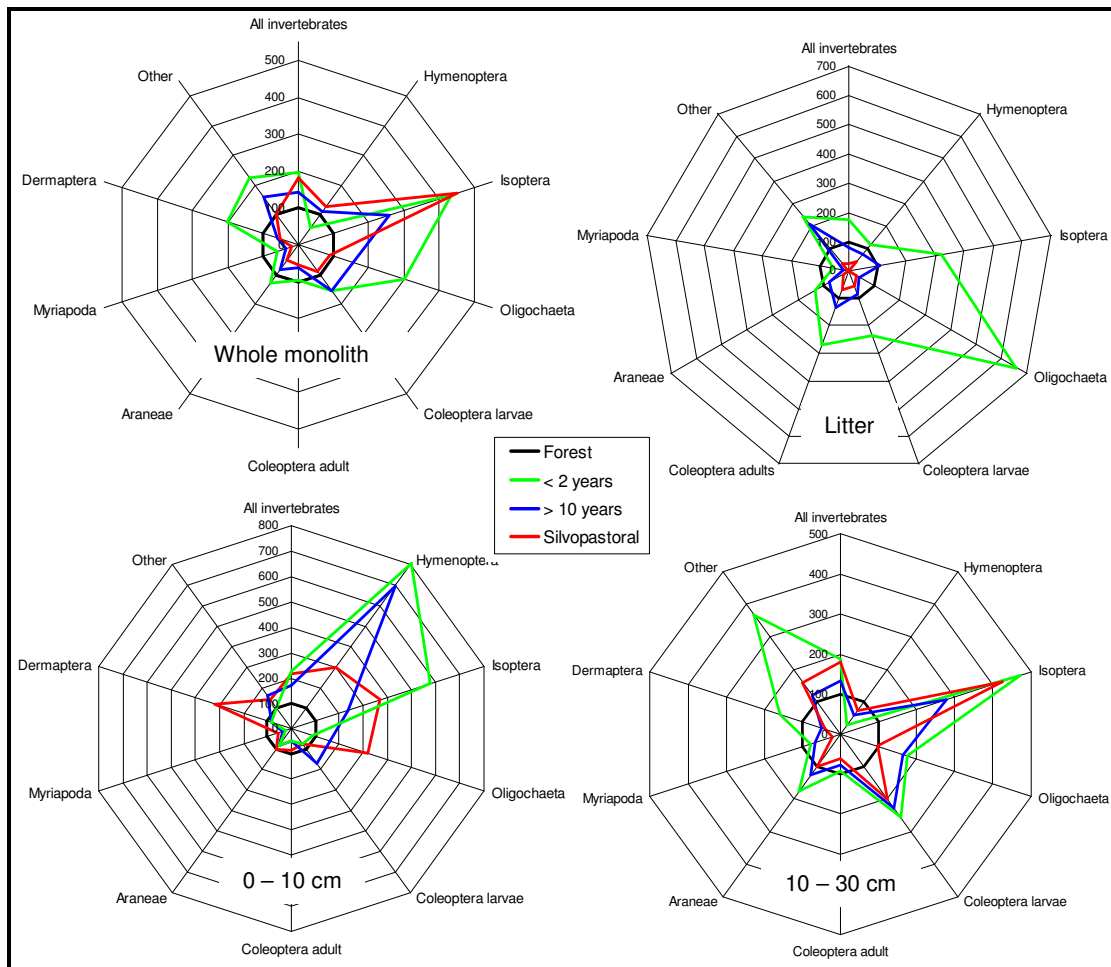 All invertebrates
500
400
300
200
100
0
Hymenoptera
Isoptera
Oligochaeta
Coleoptera larvae
Coleoptera adult
Araneae
Myriapoda
Dermaptera
Other
Whole monolith
All invertebrates
700
600
500
400
300
200
100
0
Hymenoptera
Isoptera
Oligochaeta
Coleoptera larvae
Coleoptera adults
Araneae
Myriapoda
Other
Litter
Forest
< 2 years
> 10 years
Silvopastoral
All invertebrates
800
700
600
500
400
300
200
100
0
Hymenoptera
Isoptera
Oligochaeta
Coleoptera larvae
Coleoptera adult
Araneae
Myriapoda
Dermaptera
Other
0 – 10 cm
All invertebrates
500
400
300
200
100
0
Hymenoptera
Isoptera
Oligochaeta
Coleoptera larvae
Coleoptera adult
Araneae
Myriapoda
Dermaptera
Other
10 – 30 cm